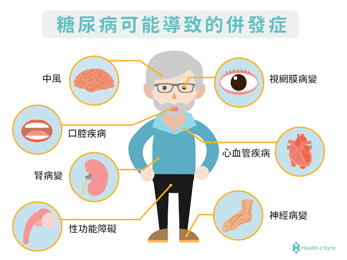 糖尿病可能導致的併發症
中風
視網膜病變
口腔疾病
心血管疾病
腎病變
性功能障礙
神經病變
Health2Sync